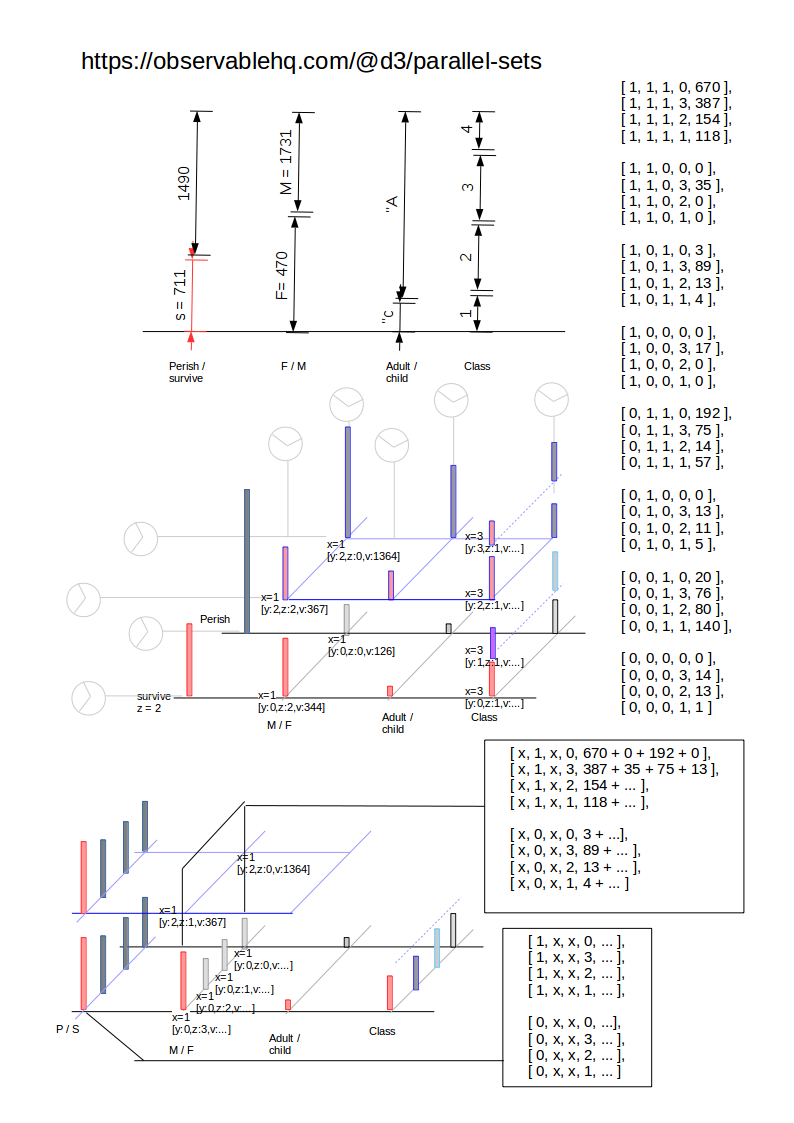 https://observablehq.com/@d3/parallel-sets
1490
s = 711
M = 1731
F= 470
"A
"c
4
3
2
1
Perish /
survive
F / M
Adult /
child
Class
[ 1, 1, 1, 0, 670 ],
[ 1, 1, 1, 3, 387 ],
[ 1, 1, 1, 2, 154 ],
[ 1, 1, 1, 1, 118 ],
[ 1, 1, 0, 0, 0 ],
[ 1, 1, 0, 3, 35 ],
[ 1, 1, 0, 2, 0 ],
[ 1, 1, 0, 1, 0 ],
[ 1, 0, 1, 0, 3 ],
[ 1, 0, 1, 3, 89 ],
[ 1, 0, 1, 2, 13 ],
[ 1, 0, 1, 1, 4 ],
[ 1, 0, 0, 0, 0 ],
[ 1, 0, 0, 3, 17 ],
[ 1, 0, 0, 2, 0 ],
[ 1, 0, 0, 1, 0 ],
[ 0, 1, 1, 0, 192 ],
[ 0, 1, 1, 3, 75 ],
[ 0, 1, 1, 2, 14 ],
[ 0, 1, 1, 1, 57 ],
[ 0, 1, 0, 0, 0 ],
[ 0, 1, 0, 3, 13 ],
[ 0, 1, 0, 2, 11 ],
[ 0, 1, 0, 1, 5 ],
[ 0, 0, 1, 0, 20 ],
[ 0, 0, 1, 3, 76 ],
[ 0, 0, 1, 2, 80 ],
[ 0, 0, 1, 1, 140 ],
[ 0, 0, 0, 0, 0 ],
[ 0, 0, 0, 3, 14 ],
[ 0, 0, 0, 2, 13 ],
[ 0, 0, 0, 1, 1 ]
x=1
[y:2,z:0,v:1364]
x=3
[y:3,z:1,v:...]
x=1
[y:2,z:2,v:367]
x=3
[y:2,z:1,v:...]
Perish
x=1
[y:0,z:0,v:126]
x=3
[y:1,z:1,v:...]
survive
z = 2
x=1
[y:0,z:2,v:344]
x=3
[y:0,z:1,v:...]
M / F
Adult /
child
Class
[ x, 1, x, 0, 670 + 0 + 192 + 0 ],
[ x, 1, x, 3, 387 + 35 + 75 + 13 ],
[ x, 1, x, 2, 154 + ... ],
[ x, 1, x, 1, 118 + ... ],
[ x, 0, x, 0, 3 + ...],
[ x, 0, x, 3, 89 + ... ],
[ x, 0, x, 2, 13 + ... ],
[ x, 0, x, 1, 4 + ... ]
x=1
[y:2,z:0,v:1364]
x=1
[y:2,z:1,v:367]
x=1
[y:0,z:0,v:...]
x=1
[y:0,z:1,v:...]
x=1
[y:0,z:2,v:...]
x=1
[y:0,z:3,v:...]
P / S
M / F
Adult /
child
Class
[ 1, x, x, 0, ... ],
[ 1, x, x, 3, ... ],
[ 1, x, x, 2, ... ],
[ 1, x, x, 1, ... ],
[ 0, x, x, 0, ...],
[ 0, x, x, 3, ... ],
[ 0, x, x, 2, ... ],
[ 0, x, x, 1, ... ]